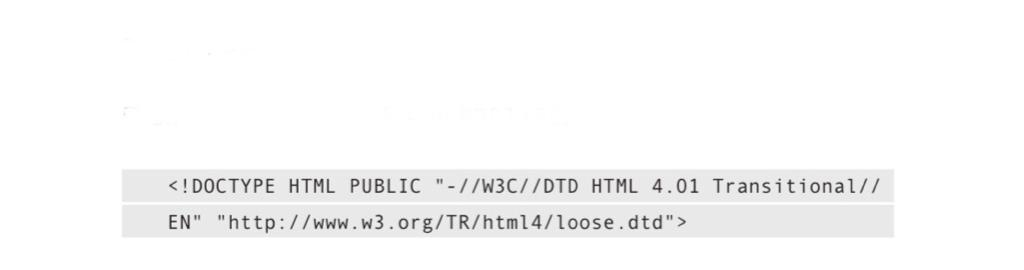 <!DOCTYPE HTML PUBLIC "-//W3C//DTD HTML 4.01 Transitional//
EN" "http://www.w3.org/TR/html4/loose.dtd">